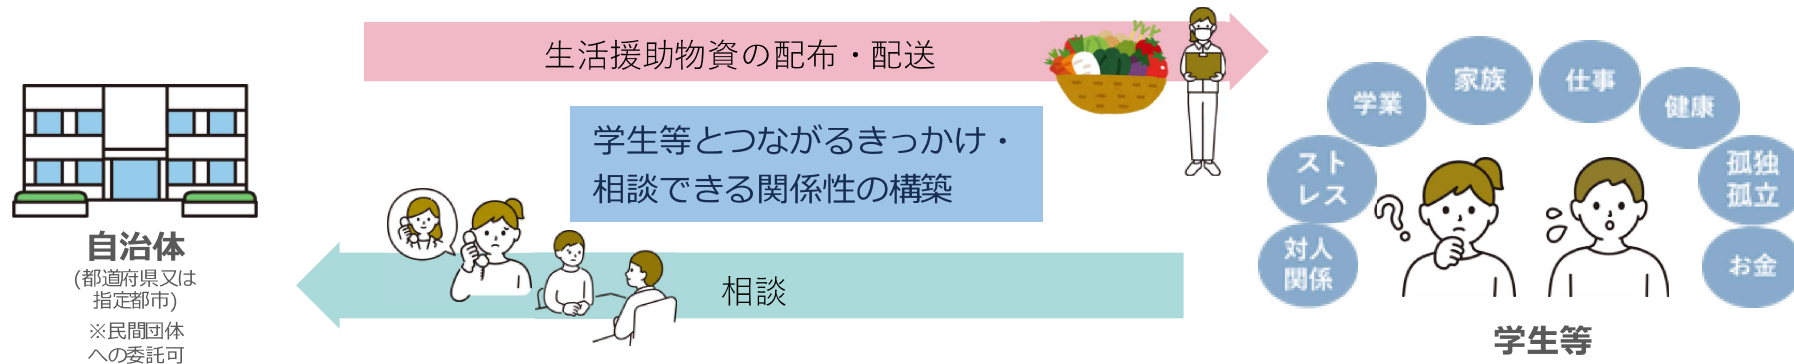 生活援助物資の配布・配送
学生等とつながるきっかけ・
相談できる関係性の構築
相談
自治体
(都道府県又は
指定都市)
※民間団体
への委託可
対人
関係
スト
レス
学業
家族
仕事
健康
孤独
孤立
お金
学生等